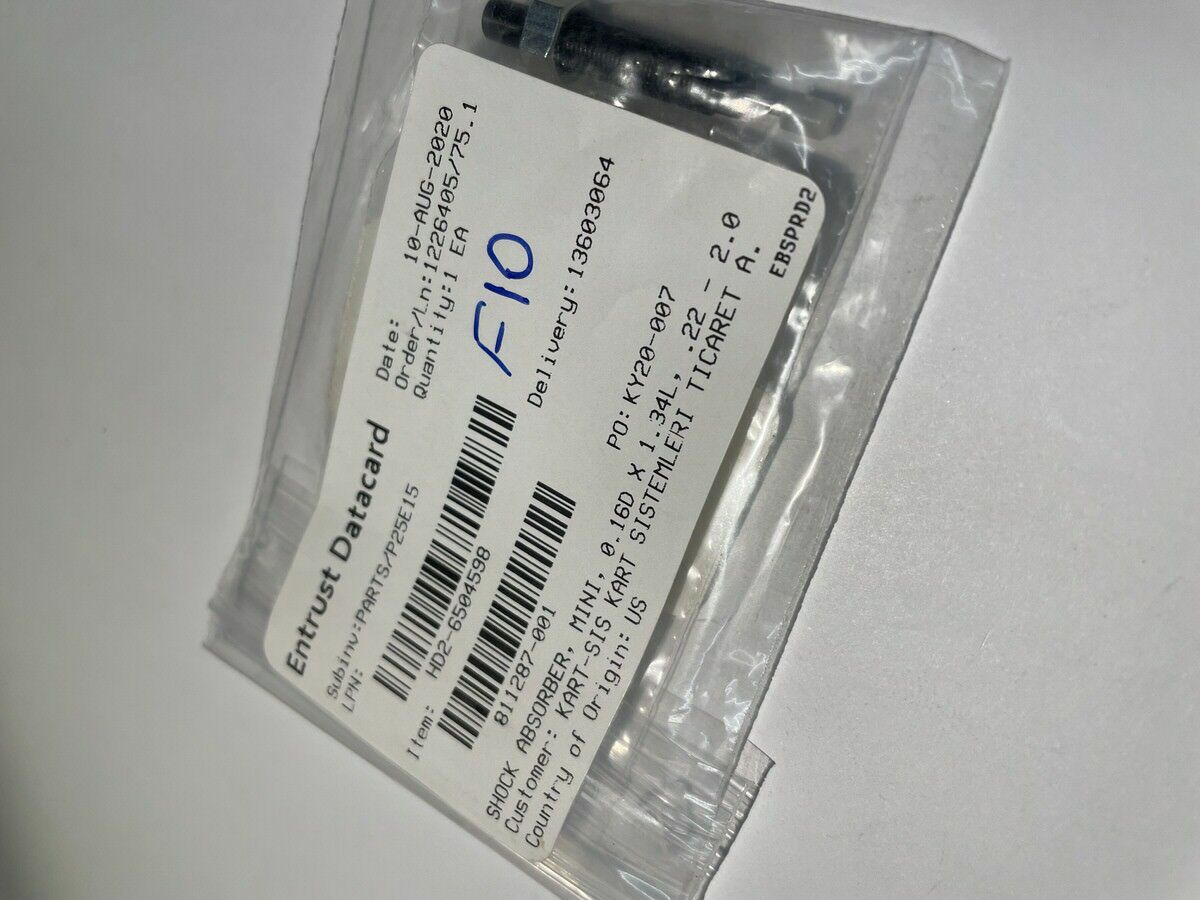 Entrust Datacard
Date: 10-AUG-2020
Subinv:PARTS/P25E15
Order/Ln:1226405/75.1
LPN:
Quantity:1 EA
HD2-6504598
F10
Item:
811287-001
Delivery:13603064
PO:KY20-007
SHOCK ABSORBER, MINI, 0.16D X 1.34L, .22 - 2.0
Customer: KART-SIS KART SISTEMLERI TICARET A.
Country of Origin: US
EBSPRD2